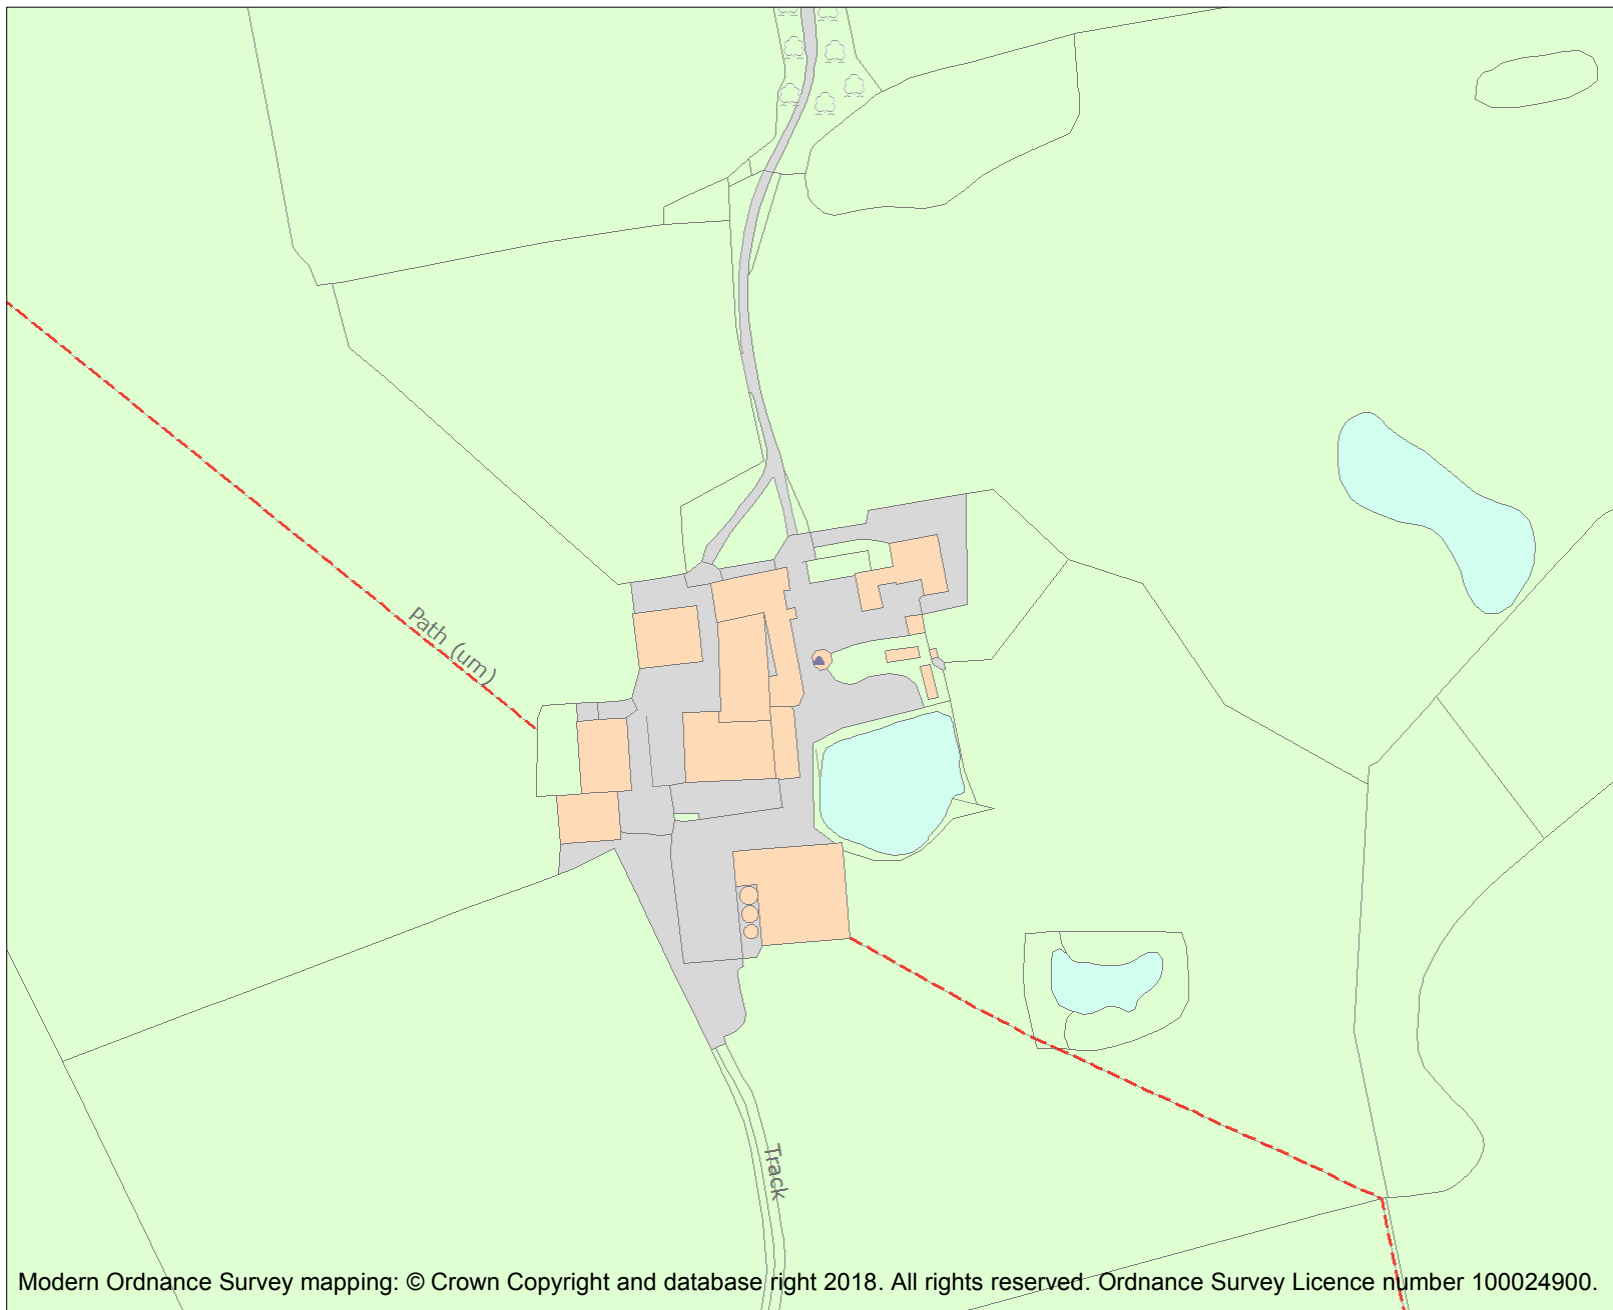 Path (um)
Track
Modern Ordnance Survey mapping: © Crown Copyright and database right 2018. All rights reserved. Ordnance Survey Licence number 100024900.